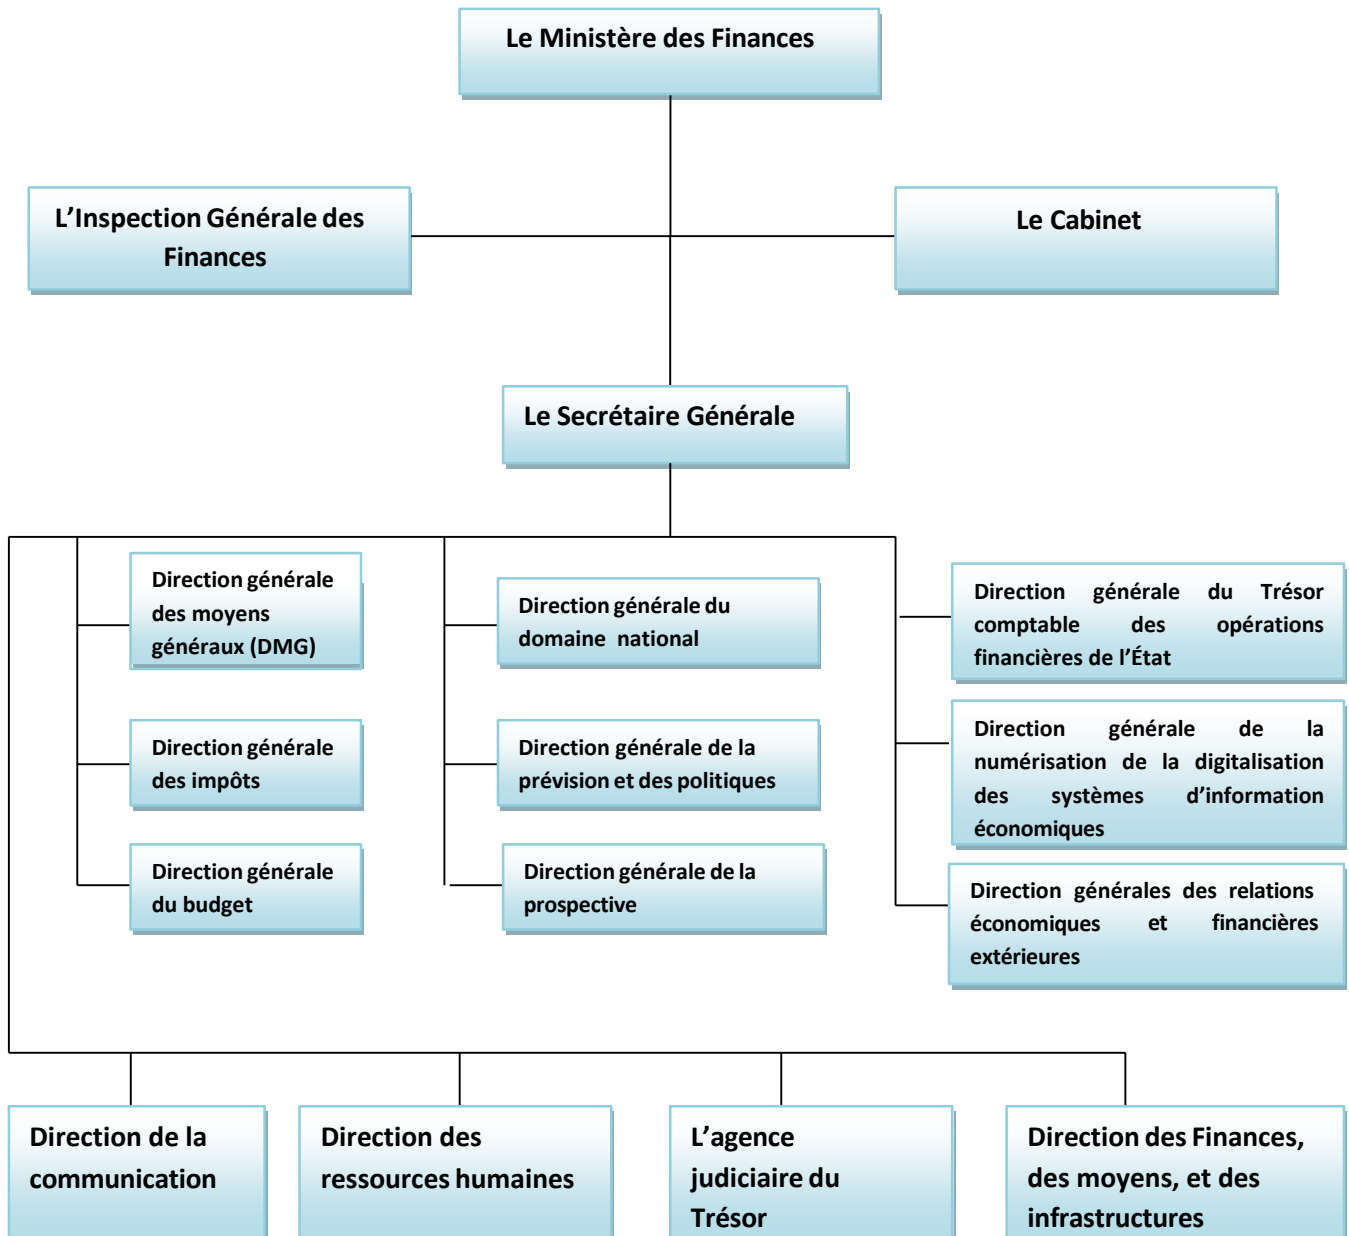 Le Ministère des Finances
L’Inspection Générale des
Finances
Le Cabinet
Le Secrétaire Générale
Direction générale
des moyens
généraux (DMG)
Direction générale
des impôts
Direction générale
du budget
Direction générale du
domaine national
Direction générale de la
prévision et des politiques
Direction générale de la
prospective
Direction générale du Trésor
comptable des opérations
financières de l’État
Direction générale de la
numérisation de la digitalisation
des systèmes d’information
économiques
Direction générales des relations
économiques et financières
extérieures
Direction de la
communication
Direction des
ressources humaines
L’agence
judiciaire du
Trésor
Direction des Finances,
des moyens, et des
infrastructures